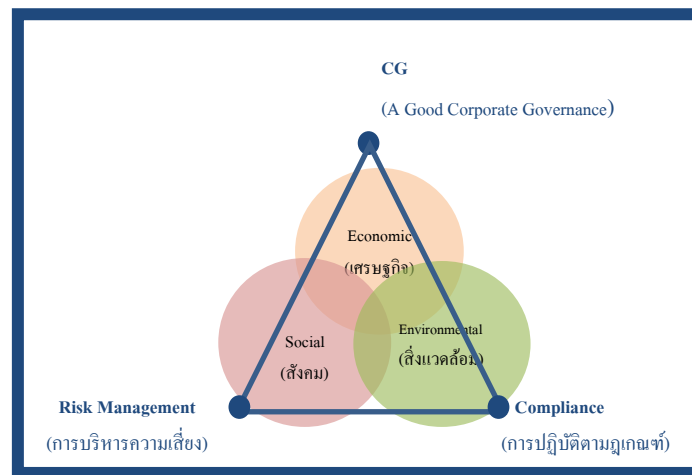 CG
(A Good Corporate Governance)
Economic
(เศรษฐกิจ)
Social
(สังคม)
Environmental
(สิ่งแวดล้อม)
Risk Management
(การบริหารความเสี่ยง)
Compliance
(การปฏิบัติตามกฎเกณฑ์)